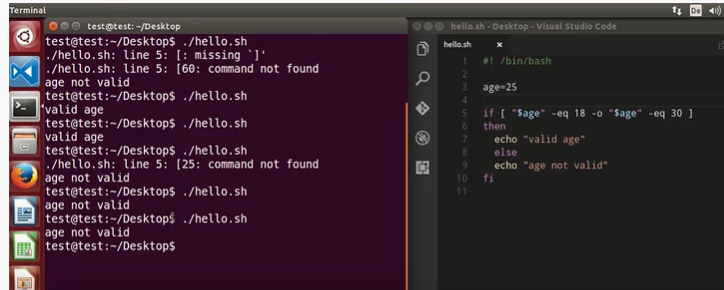 Terminal
De
test@test: ~/Desktop
test@test:~/Desktop$ ./hello.sh
./hello.sh: line 5: [: missing `]'
./hello.sh: line 5: [60: command not found
age not valid
test@test:~/Desktop$ ./hello.sh
valid age
test@test:~/Desktop$ ./hello.sh
valid age
test@test:~/Desktop$ ./hello.sh
./hello.sh: line 5: [25: command not found
age not valid
test@test:~/Desktop$ ./hello.sh
age not valid
test@test:~/Desktop$ ./hello.sh
age not valid
test@test:~/Desktop$
hello.sh - Desktop - Visual Studio Code
hello.sh
1 #! /bin/bash
2
3 age=25
4
5 if [ "$age" -eq 18 -o "$age" -eq 30 ]
6 then
7 echo "valid age"
8 else
9 echo "age not valid"
10 fi
11